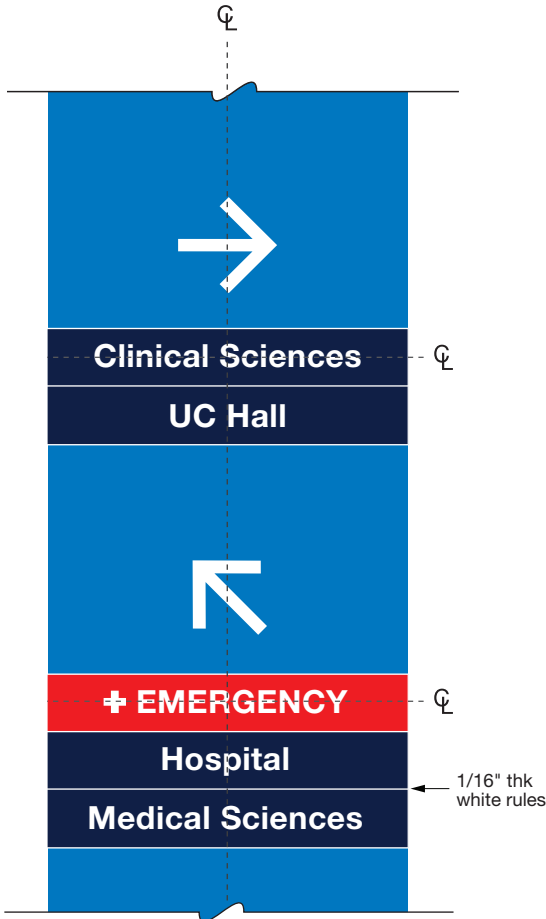 ℄
Clinical Sciences
℄
UC Hall
EMERGENCY
℄
Hospital
1/16" thk
white rules
Medical Sciences